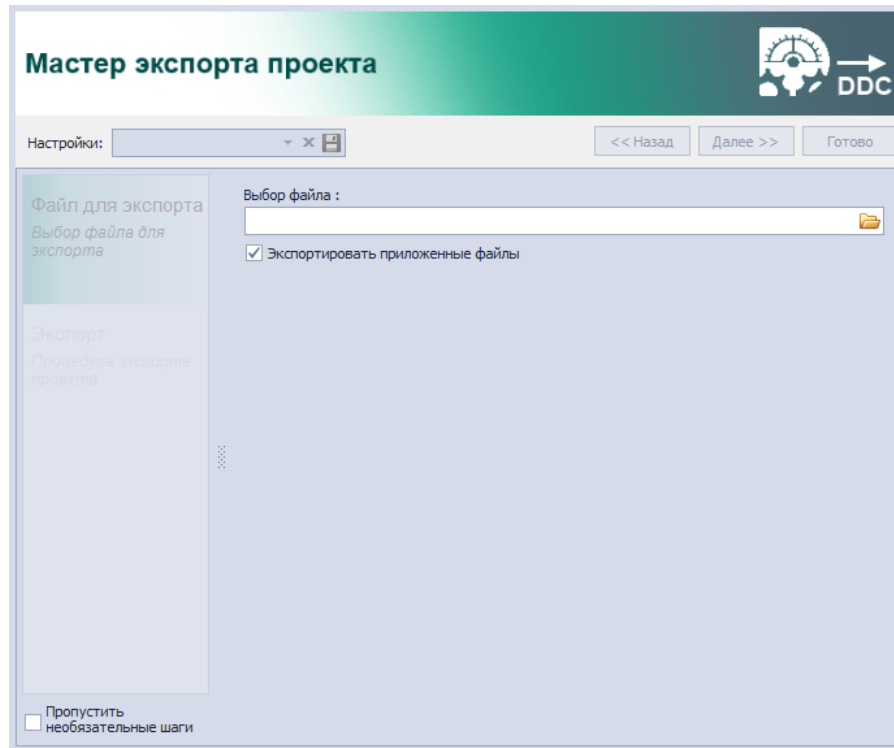 Мастер экспорта проекта
DDC
Настройки:
<< Назад
Далее >>
Готово
Файл для экспорта
Выбор файла для
экспорта
Экспорт
Процедура экспорта
проекта
Выбор файла :
Экспортировать приложенные файлы
Пропустить
необязательные шаги